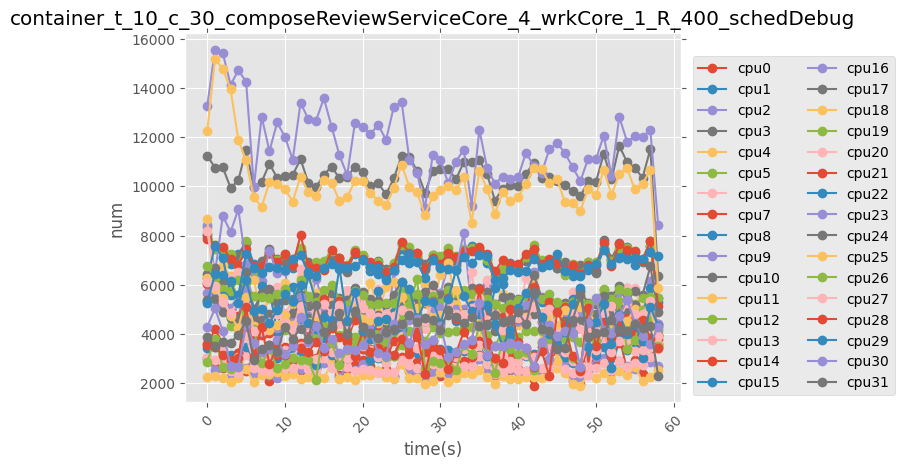 container_t_10_c_30_composeReviewServiceCore_4_wrkCore_1_R_400_schedDebug
16000
14000
12000
10000
8000
6000
4000
2000
num
0
10
20
30
40
50
60
time(s)
cpu0
cpu1
cpu2
cpu3
cpu4
cpu5
cpu6
cpu7
cpu8
cpu9
cpu10
cpu11
cpu12
cpu13
cpu14
cpu15
cpu16
cpu17
cpu18
cpu19
cpu20
cpu21
cpu22
cpu23
cpu24
cpu25
cpu26
cpu27
cpu28
cpu29
cpu30
cpu31